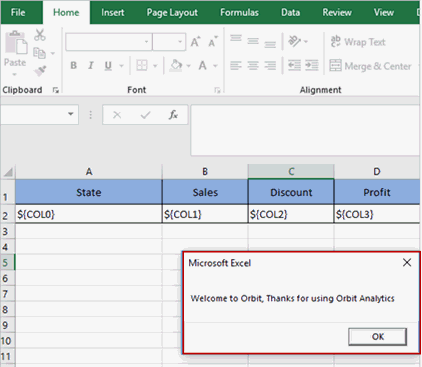 File Home Insert Page Layout Formulas Data Review View
Paste
B I U A A A
ab Wrap Text
Merge & Center
Clipboard Font Alignment
fx
A B C D
1 State Sales Discount Profit
2 ${COL0} ${COL1} ${COL2} ${COL3}
3
4
5
6
7
8
9
10
11
Microsoft Excel
Welcome to Orbit, Thanks for using Orbit Analytics
OK